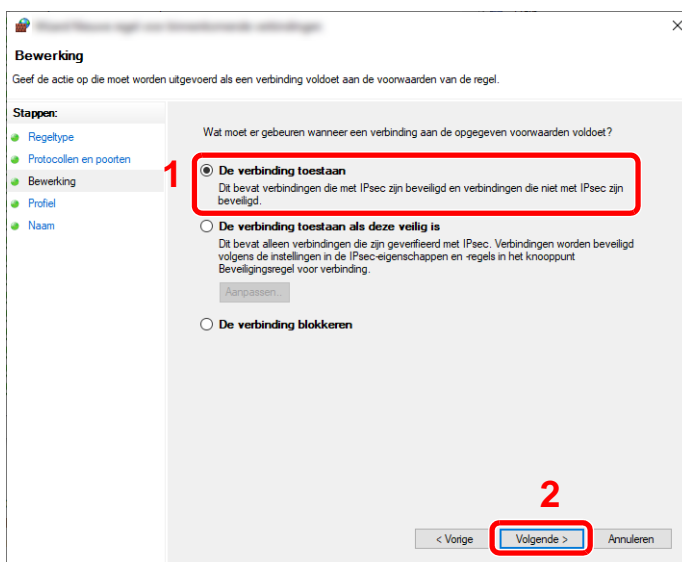 Bewerking
Geef de actie op die moet worden uitgevoerd als een verbinding voldoet aan de voorwaarden van de regel.
Stappen:
Regeltype
Protocollen en poorten
Bewerking
Profiel
Naam
Wat moet er gebeuren wanneer een verbinding aan de opgegeven voorwaarden voldoet?
1
De verbinding toestaan
Dit bevat verbindingen die met IPsec zijn beveiligd en verbindingen die niet met IPsec zijn
beveiligd.
De verbinding toestaan als deze veilig is
Dit bevat alleen verbindingen die zijn geverifieerd met IPsec. Verbindingen worden beveiligd
volgens de instellingen in de IPsec-eigenschappen en -regels in het knooppunt
Beveiligingsregel voor verbinding.
Aanpassen...
De verbinding blokkeren
2
< Vorige
Volgende >
Annuleren